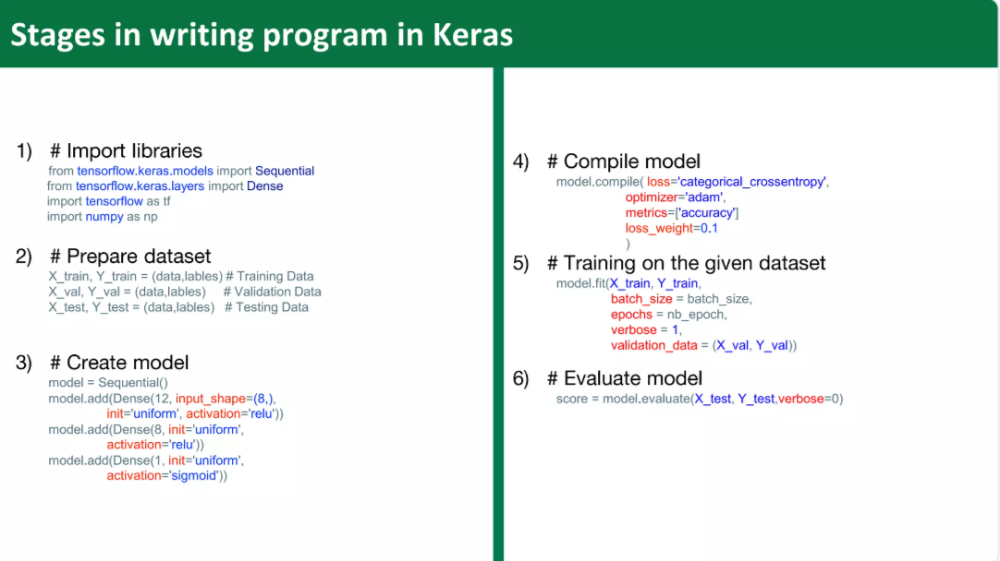 Stages in writing program in Keras
1) # Import libraries
from tensorflow.keras.models import Sequential
from tensorflow.keras.layers import Dense
import tensorflow as tf
import numpy as np
2) # Prepare dataset
X_train, Y_train = (data,lables) # Training Data
X_val, Y_val = (data,lables) # Validation Data
X_test, Y_test = (data,lables) # Testing Data
3) # Create model
model = Sequential()
model.add(Dense(12, input_shape=(8,),
init='uniform', activation='relu'))
model.add(Dense(8, init='uniform',
activation='relu'))
model.add(Dense(1, init='uniform',
activation='sigmoid'))
4) # Compile model
model.compile( loss='categorical_crossentropy',
optimizer='adam',
metrics=['accuracy']
loss_weight=0.1
)
5) # Training on the given dataset
model.fit(X_train, Y_train,
batch_size = batch_size,
epochs = nb_epoch,
verbose = 1,
validation_data = (X_val, Y_val))
6) # Evaluate model
score = model.evaluate(X_test, Y_test,verbose=0)